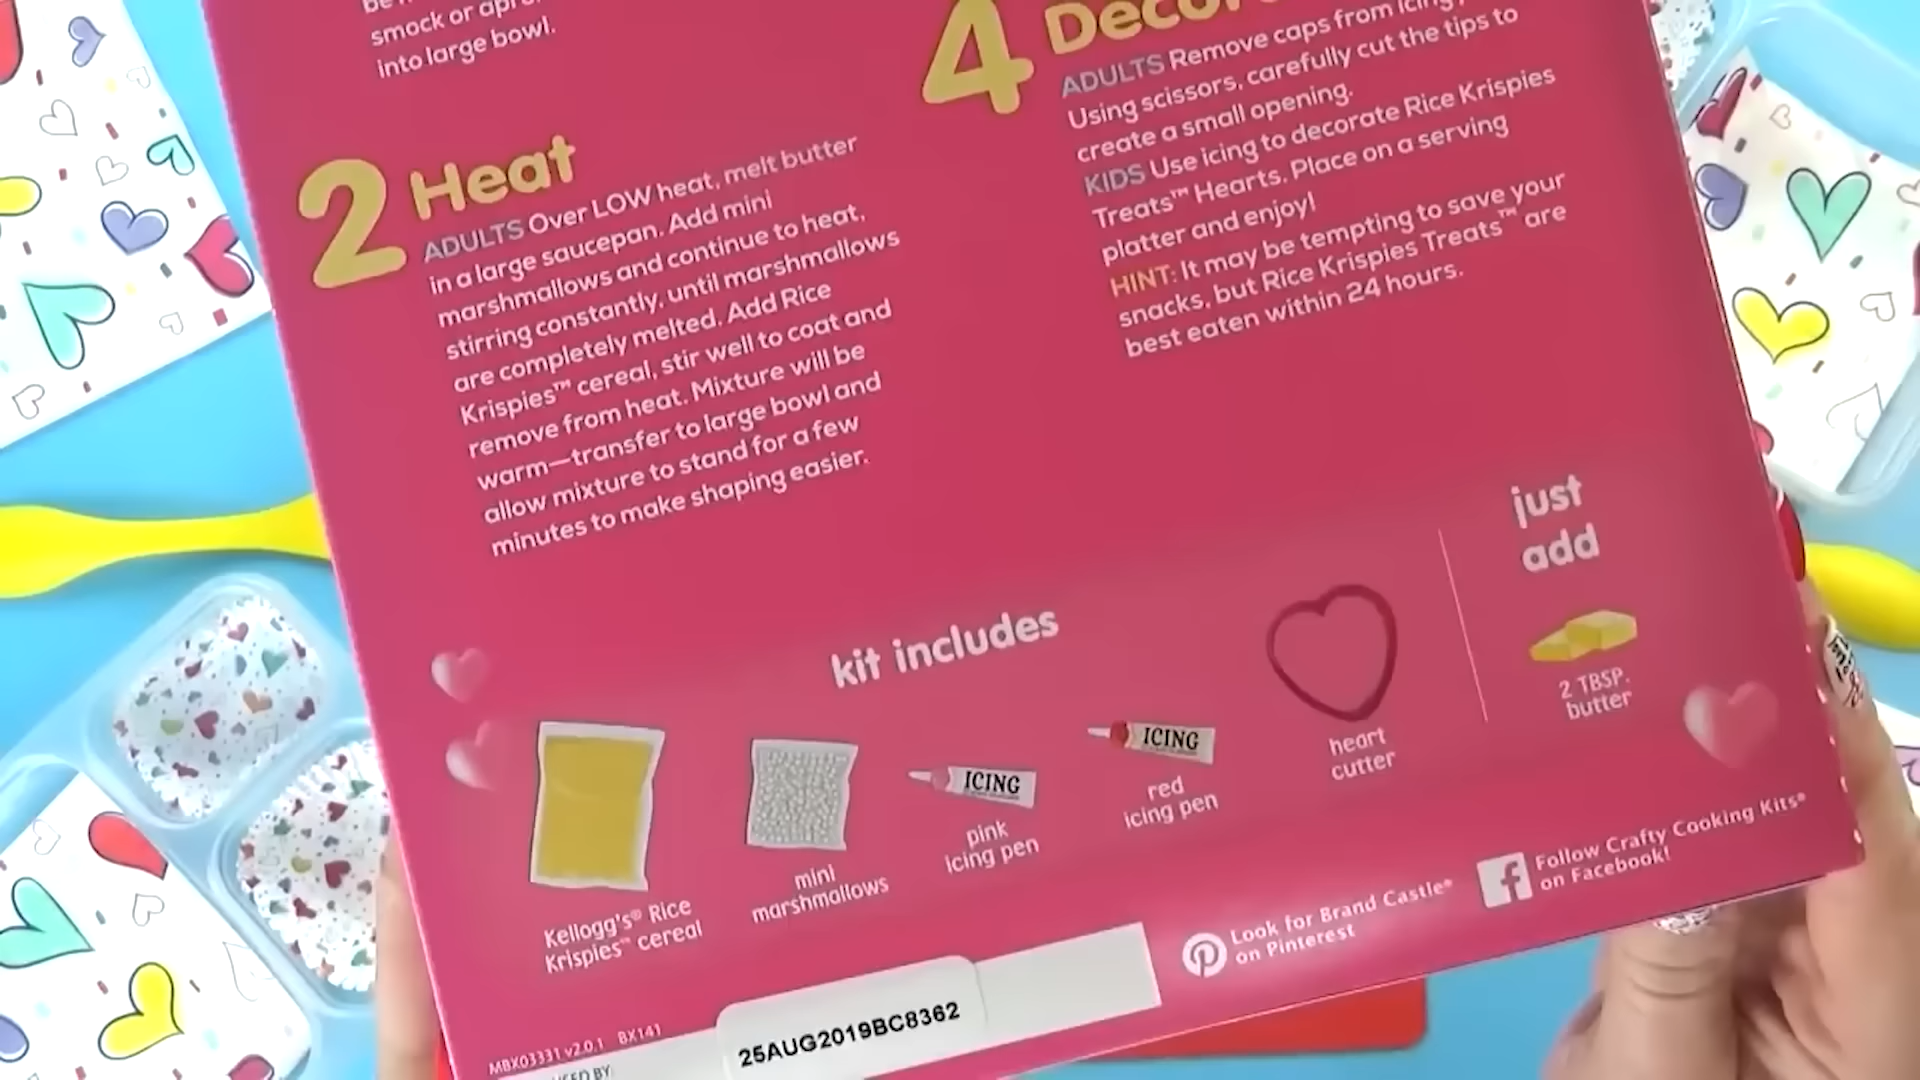 smock or
into large bowl.
2 Heat
ADULTS Over LOW heat, melt butter
in a large saucepan. Add mini
marshmallows and continue to heat,
stirring constantly, until marshmallows
are completely melted. Add Rice
Krispies™ cereal, stir well to coat and
remove from heat. Mixture will be
warm—transfer to large bowl and
allow mixture to stand for a few
minutes to make shaping easier.
4
ADULTS Remove caps from
Using scissors, carefully cut the tips to
create a small opening.
KIDS Use icing to decorate Rice Krispies
Treats™ Hearts. Place on a serving
platter and enjoy!
HINT: It may be tempting to save your
snacks, but Rice Krispies Treats™ are
best eaten within 24 hours.
kit includes
Kellogg's® Rice
Krispies™ cereal
mini
marshmallows
ICING
pink
icing pen
ICING
red
icing pen
heart
cutter
just
add
2 TBSP.
butter
Look for Brand Castle®
on Pinterest
Follow Crafty Cooking Kits®
on Facebook!
MBX03331 v2.0.1 BX141
25AUG2019BC8362